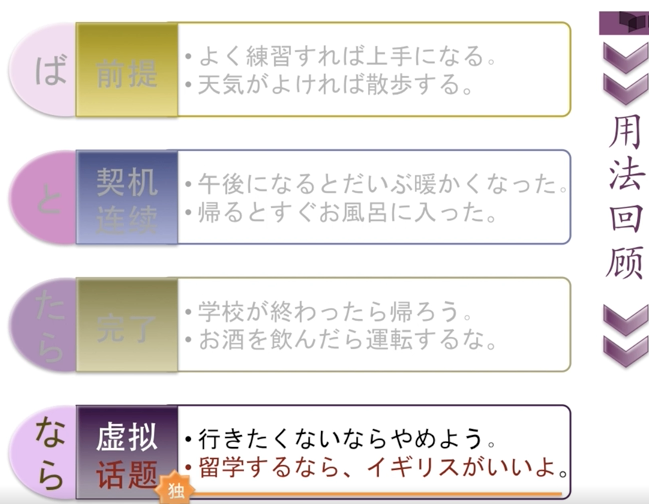 ば
前提
• よく練習すれば上手になる。
• 天気がよければ散歩する。
と
契机
连续
• 午後になるとだいぶ暖かくなった。
• 帰るとすぐお風呂に入った。
たら
完了
• 学校が終わったら帰ろう。
• お酒を飲んだら運転するな。
なら
虚拟
话题
独
• 行きたくないならやめよう。
• 留学するなら、イギリスがいいよ。
用法回顾